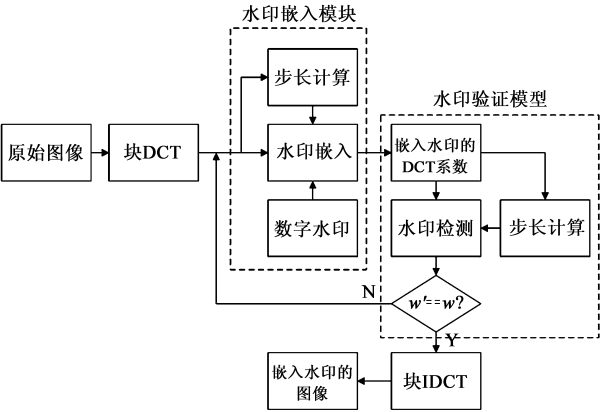 水印嵌入模块
步长计算
水印验证模型
原始图像
块DCT
水印嵌入
嵌入水印的
DCT系数
数字水印
水印检测
步长计算
N
w'==w?
Y
嵌入水印的
图像
块IDCT